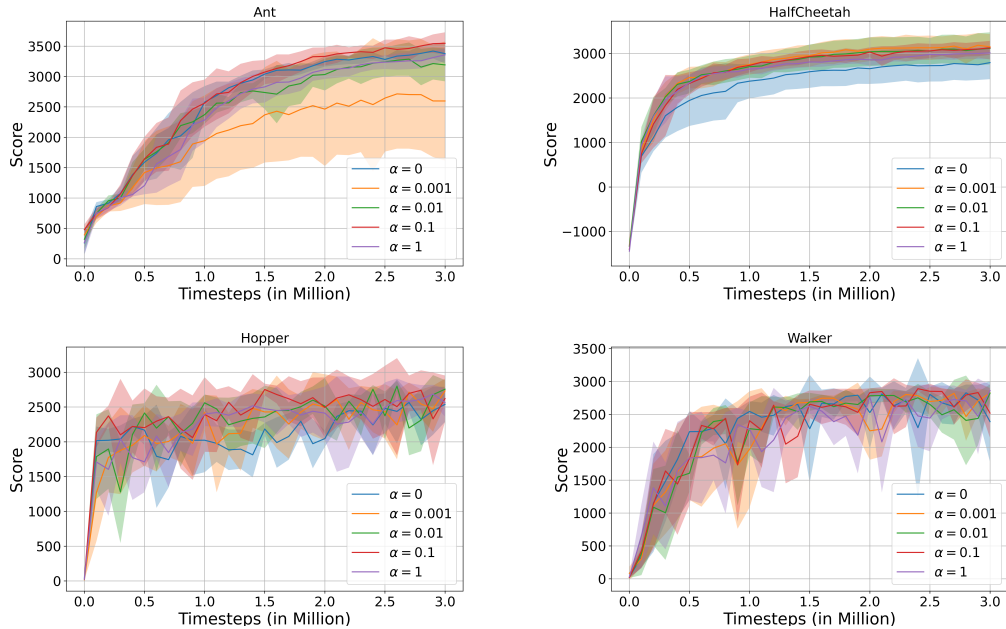 Ant
3500
3000
2500
2000
1500
1000
500
0
Score
0.0 0.5 1.0 1.5 2.0 2.5 3.0
Timesteps (in Million)
α = 0
α = 0.001
α = 0.01
α = 0.1
α = 1
HalfCheetah
3000
2000
1000
0
−1000
Score
0.0 0.5 1.0 1.5 2.0 2.5 3.0
Timesteps (in Million)
α = 0
α = 0.001
α = 0.01
α = 0.1
α = 1
Hopper
3000
2500
2000
1500
1000
500
0
Score
0.0 0.5 1.0 1.5 2.0 2.5 3.0
Timesteps (in Million)
α = 0
α = 0.001
α = 0.01
α = 0.1
α = 1
Walker
3500
3000
2500
2000
1500
1000
500
0
Score
0.0 0.5 1.0 1.5 2.0 2.5 3.0
Timesteps (in Million)
α = 0
α = 0.001
α = 0.01
α = 0.1
α = 1